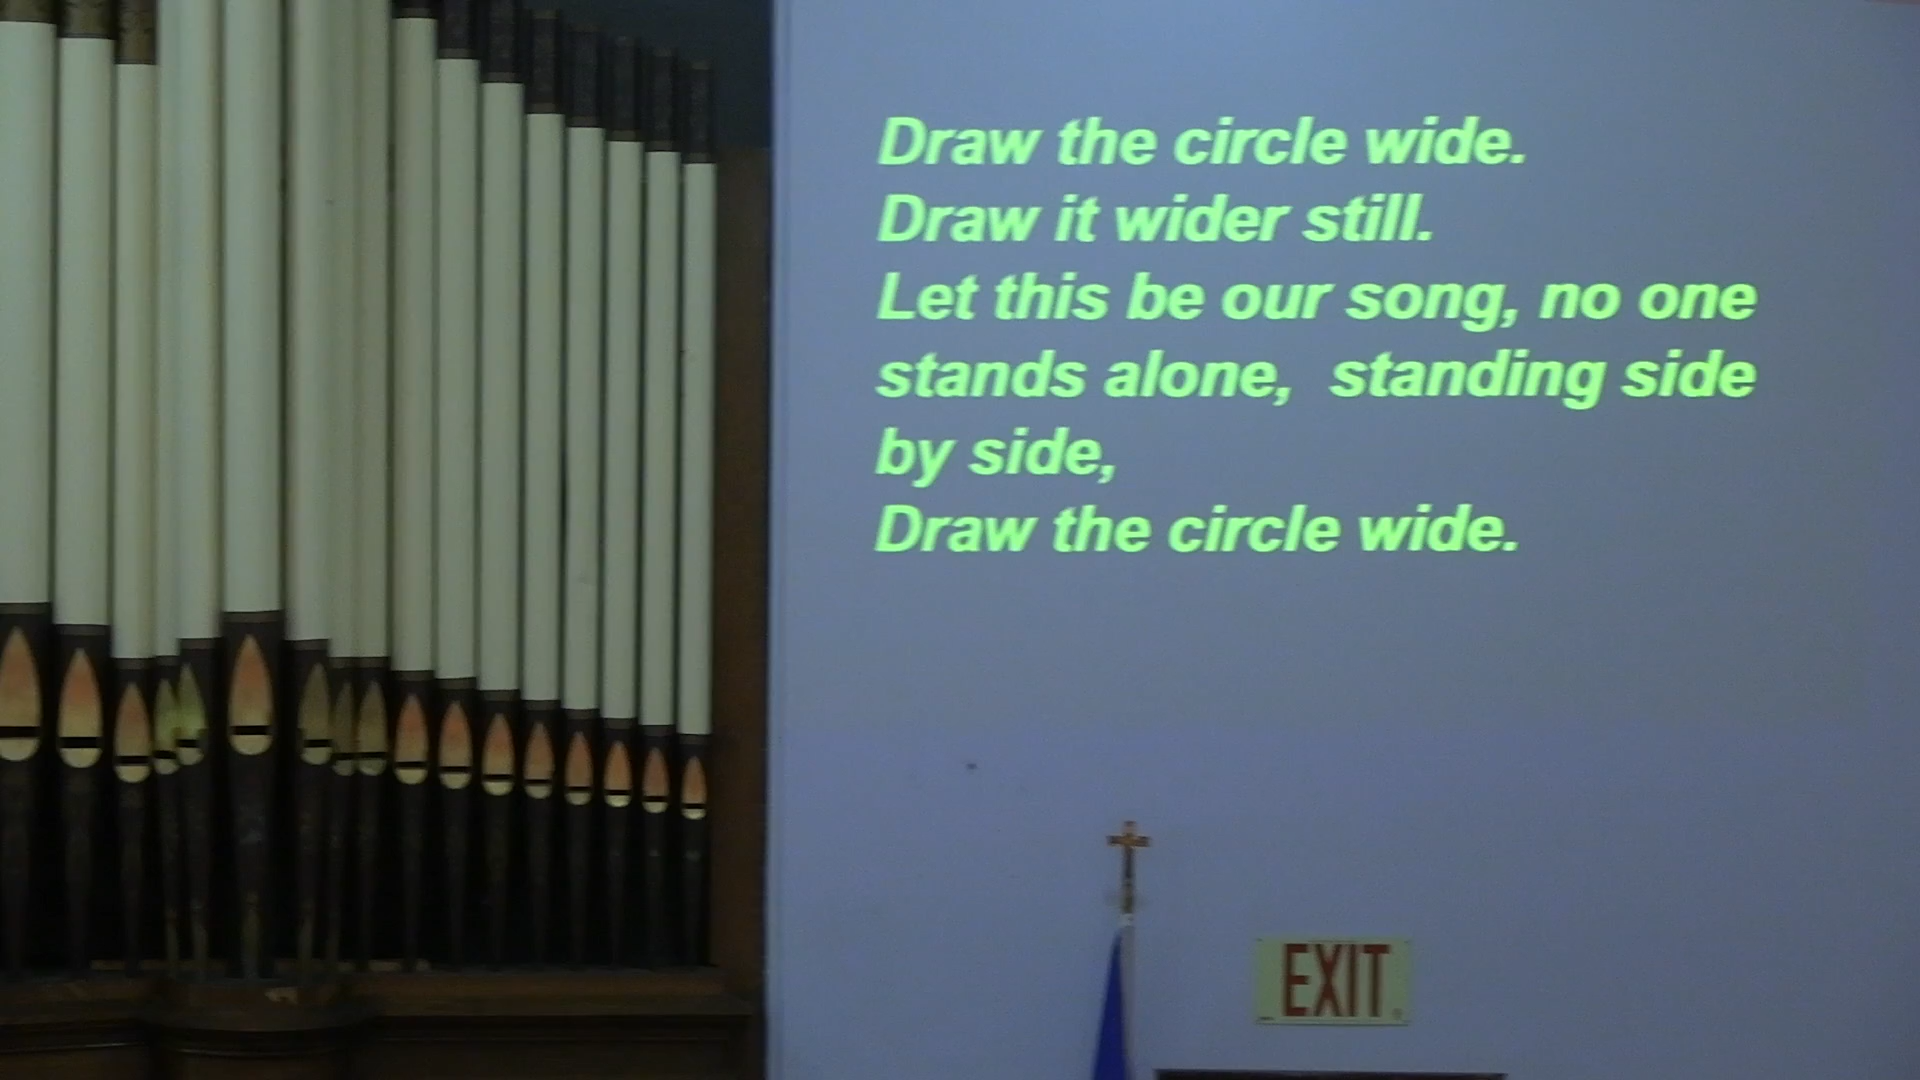 Draw the circle wide.
Draw it wider still.
Let this be our song, no one
stands alone,  standing side
by side,
Draw the circle wide.
EXIT